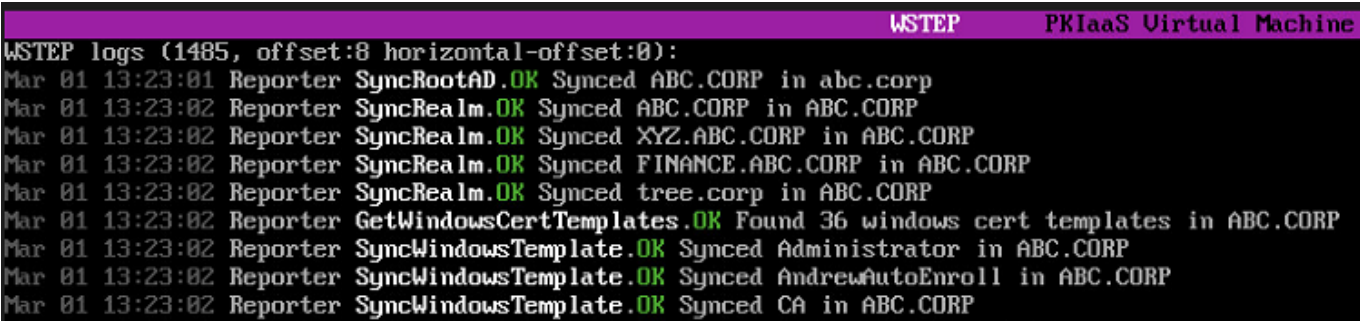 WSTEP PKIaaS Virtual Machine
WSTEP logs (1485, offset:8 horizontal-offset:0):
Mar 01 13:23:01 Reporter SyncRootAD.OK Synced ABC.CORP in abc.corp
Mar 01 13:23:02 Reporter SyncRealm.OK Synced ABC.CORP in ABC.CORP
Mar 01 13:23:02 Reporter SyncRealm.OK Synced XYZ.ABC.CORP in ABC.CORP
Mar 01 13:23:02 Reporter SyncRealm.OK Synced FINANCE.ABC.CORP in ABC.CORP
Mar 01 13:23:02 Reporter SyncRealm.OK Synced tree.corp in ABC.CORP
Mar 01 13:23:02 Reporter GetWindowsCertTemplates.OK Found 36 windows cert templates in ABC.CORP
Mar 01 13:23:02 Reporter SyncWindowsTemplate.OK Synced Administrator in ABC.CORP
Mar 01 13:23:02 Reporter SyncWindowsTemplate.OK Synced AndrewAutoEnroll in ABC.CORP
Mar 01 13:23:02 Reporter SyncWindowsTemplate.OK Synced CA in ABC.CORP